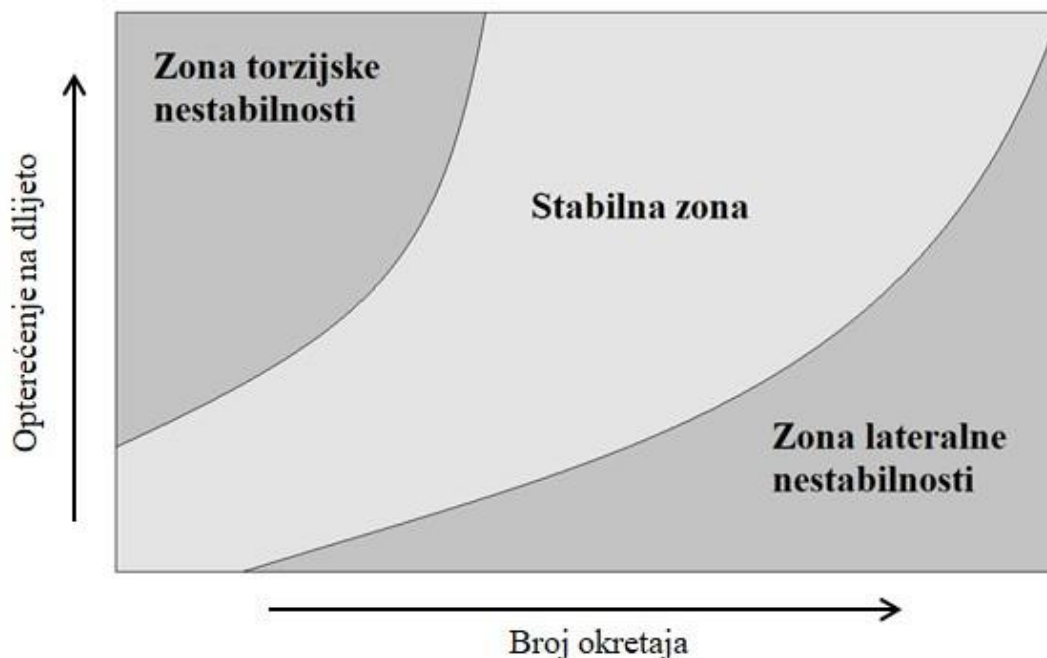 Zona torzijske
nestabilnosti
Stabilna zona
Zona lateralne
nestabilnosti
Opterećenje na dlijeto
Broj okretaja